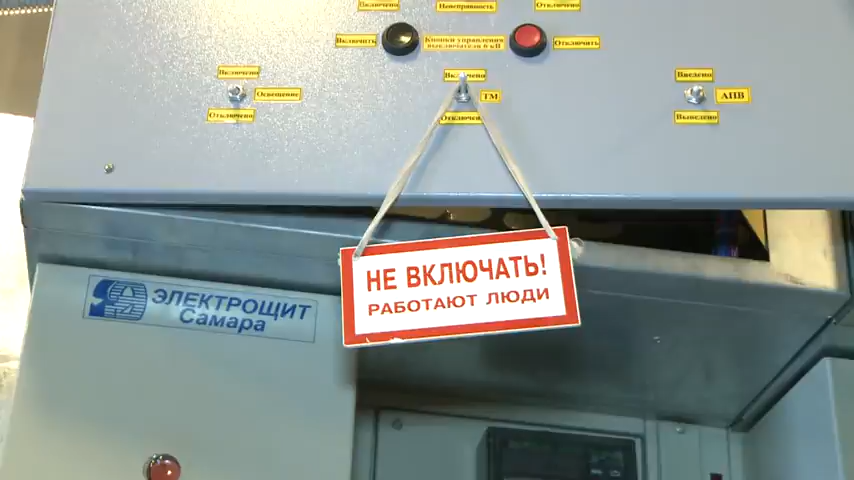 Включено
Неисправность
Отключено
Включить
Кнопки управления
выключателя 6 кВ
Отключить
Включено
Освещение
Отключено
Включено
ТМ
Отключено
Введено
АПВ
Выведено
НЕ ВКЛЮЧАТЬ!
РАБОТАЮТ ЛЮДИ
ЭЛЕКТРОЩИТ
Самара